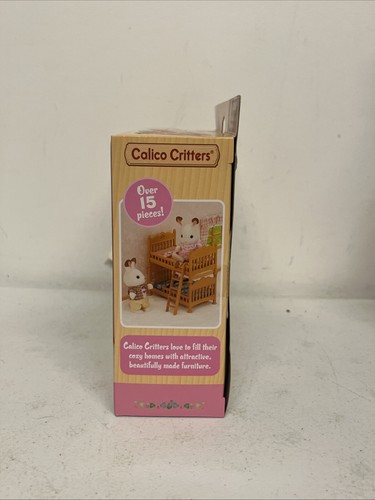 Calico Critters®
Over
15
pieces!
Calico Critters love to fill their
cozy homes with attractive,
beautifully made furniture.